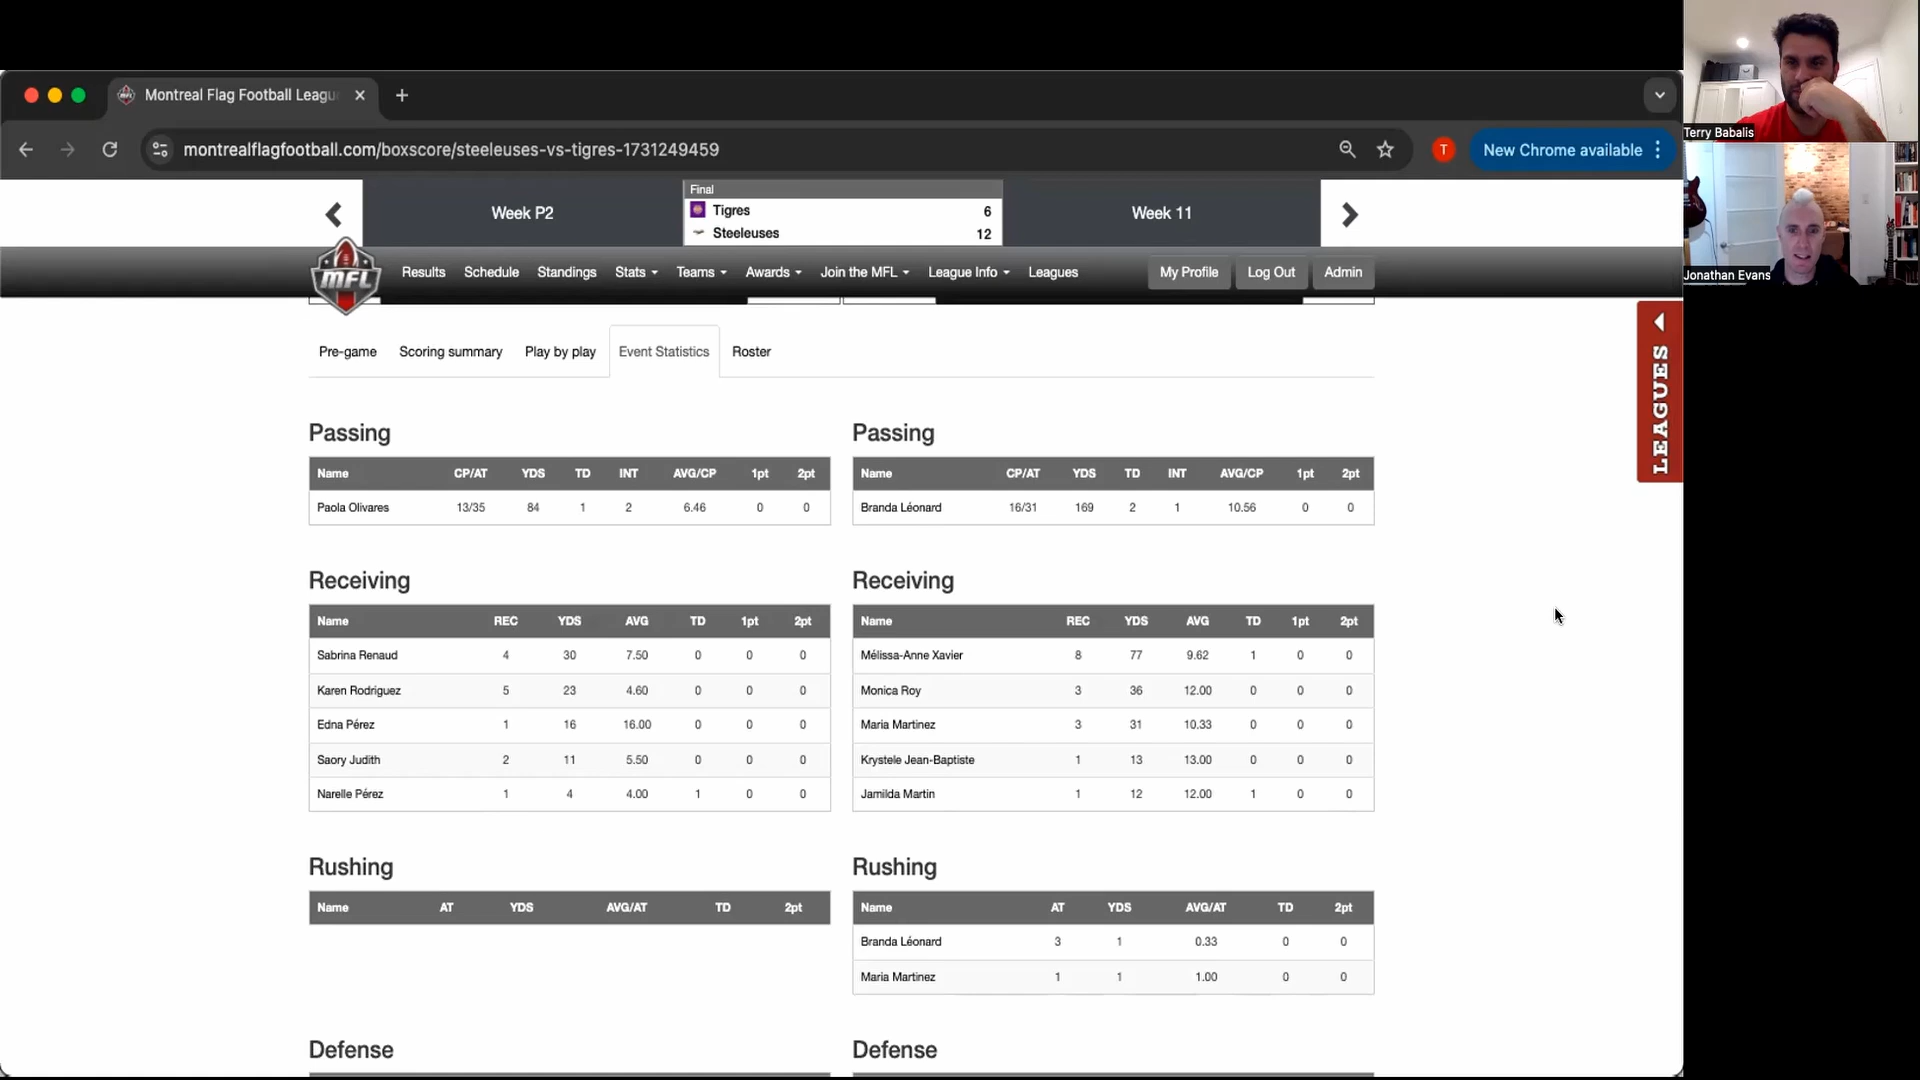 Montreal Flag Football Leagu
montrealflagfootball.com/boxscore/steeleuses-vs-tigres-1731249459
T
New Chrome available
Terry Babalis
Jonathan Evans
Week P2
Final
Tigres 6
Steeleuses 12
Week 11
MFL
Results Schedule Standings Stats Teams Awards Join the MFL League Info Leagues My Profile Log Out Admin
LEAGUES
Pre-game Scoring summary Play by play Event Statistics Roster
Passing
Name CP/AT YDS TD INT AVG/CP 1pt 2pt
Paola Olivares 13/35 84 1 2 6.46 0 0
Passing
Name CP/AT YDS TD INT AVG/CP 1pt 2pt
Branda Léonard 16/31 169 2 1 10.56 0 0
Receiving
Name REC YDS AVG TD 1pt 2pt
Sabrina Renaud 4 30 7.50 0 0 0
Karen Rodriguez 5 23 4.60 0 0 0
Edna Pérez 1 16 16.00 0 0 0
Saory Judith 2 11 5.50 0 0 0
Narelle Pérez 1 4 4.00 1 0 0
Receiving
Name REC YDS AVG TD 1pt 2pt
Mélissa-Anne Xavier 8 77 9.62 1 0 0
Monica Roy 3 36 12.00 0 0 0
Maria Martinez 3 31 10.33 0 0 0
Krystele Jean-Baptiste 1 13 13.00 0 0 0
Jamilda Martin 1 12 12.00 1 0 0
Rushing
Name AT YDS AVG/AT TD 2pt
Rushing
Name AT YDS AVG/AT TD 2pt
Branda Léonard 3 1 0.33 0 0
Maria Martinez 1 1 1.00 0 0
Defense
Defense